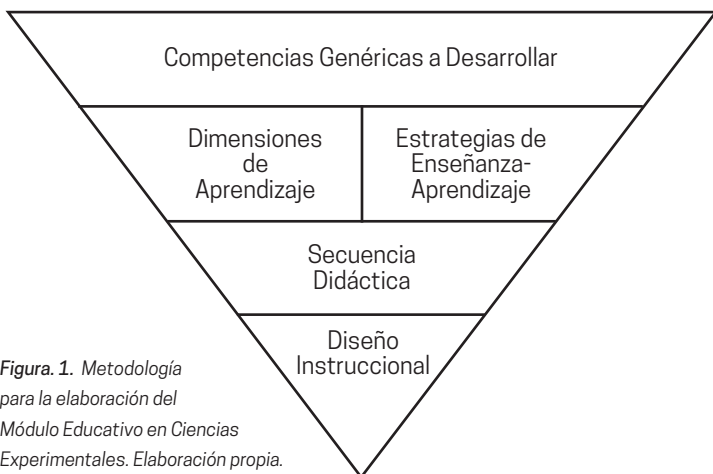 Competencias Genéricas a Desarrollar
Dimensiones
de
Aprendizaje
Estrategias de
Enseñanza-
Aprendizaje
Secuencia
Didáctica
Diseño
Instruccional
Figura. 1. Metodología
para la elaboración del
Módulo Educativo en Ciencias
Experimentales. Elaboración propia.